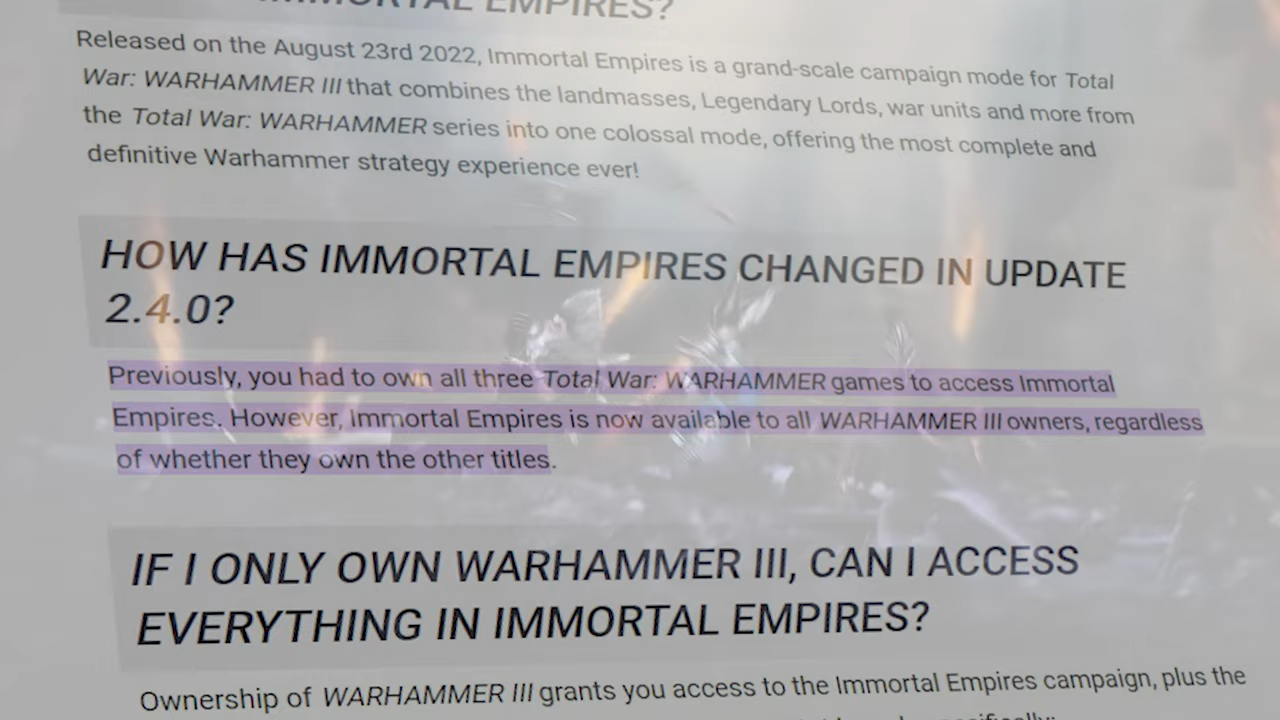 IMMORTAL EMPIRES?
Released on the August 23rd 2022, Immortal Empires is a grand-scale campaign mode for Total
War: WARHAMMER III that combines the landmasses, Legendary Lords, war units and more from
the Total War: WARHAMMER series into one colossal mode, offering the most complete and
definitive Warhammer strategy experience ever!
HOW HAS IMMORTAL EMPIRES CHANGED IN UPDATE
2.4.0?
Previously, you had to own all three Total War: WARHAMMER games to access Immortal
Empires. However, Immortal Empires is now available to all WARHAMMER III owners, regardless
of whether they own the other titles.
IF I ONLY OWN WARHAMMER III, CAN I ACCESS
EVERYTHING IN IMMORTAL EMPIRES?
Ownership of WARHAMMER III grants you access to the Immortal Empires campaign, plus the